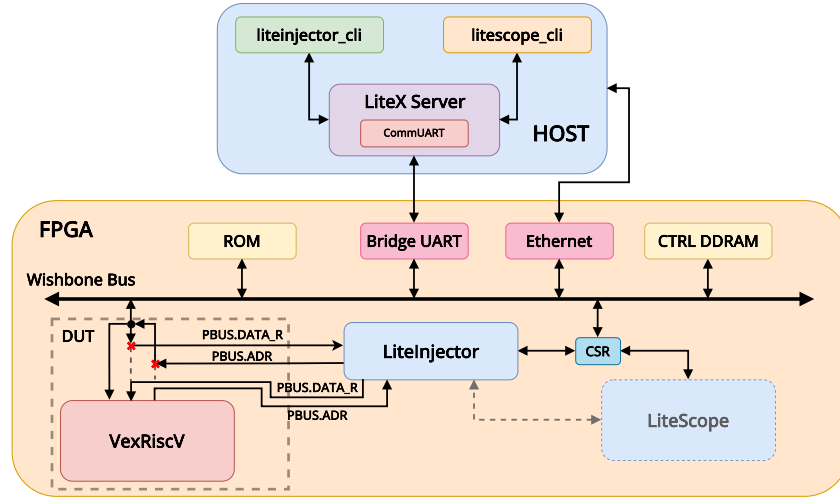 liteinjector_cli
litescope_cli
LiteX Server
CommUART
HOST
FPGA
ROM
Bridge UART
Ethernet
CTRL DDRAM
Wishbone Bus
DUT
PBUS.DATA_R
PBUS.ADR
LiteInjector
CSR
PBUS.DATA_R
PBUS.ADR
VexRiscV
LiteScope